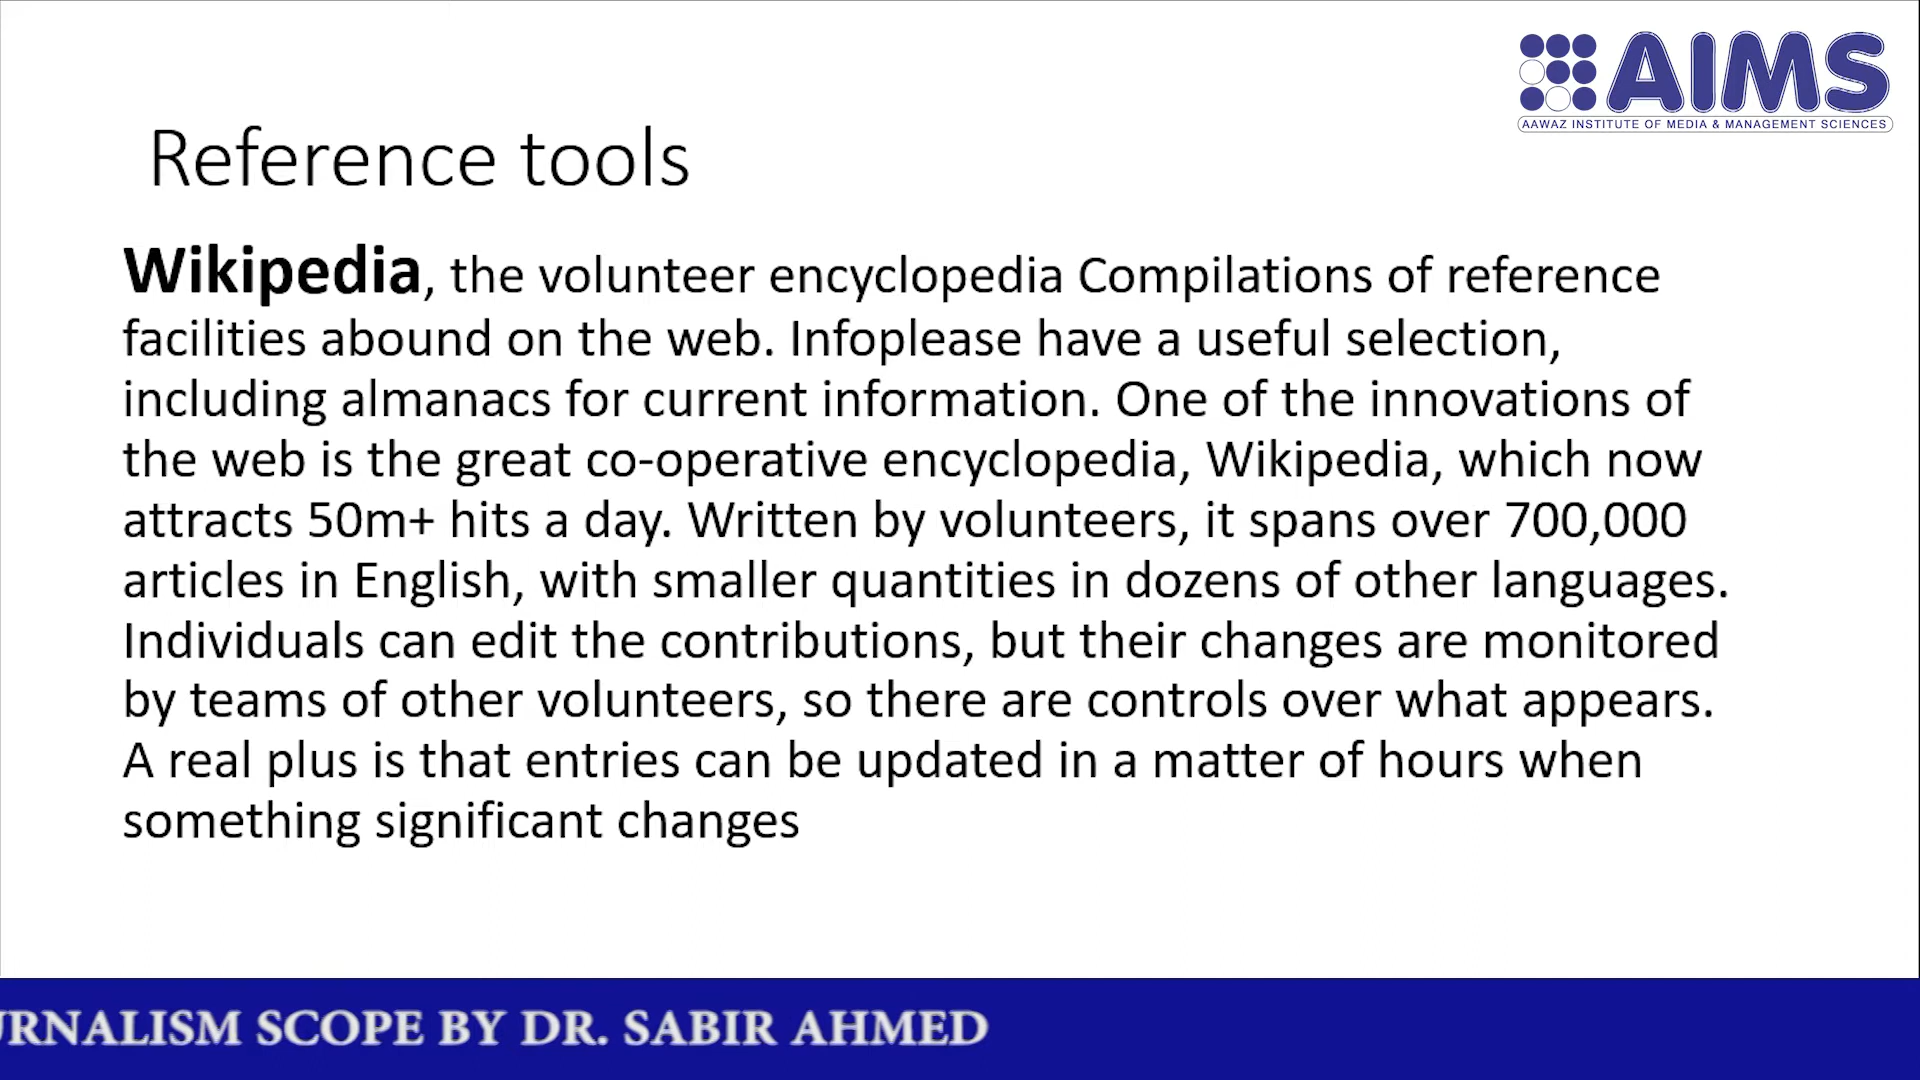 AIMS
AAWAZ INSTITUTE OF MEDIA & MANAGEMENT SCIENCES
Reference tools
Wikipedia, the volunteer encyclopedia Compilations of reference
facilities abound on the web. Infoplease have a useful selection,
including almanacs for current information. One of the innovations of
the web is the great co-operative encyclopedia, Wikipedia, which now
attracts 50m+ hits a day. Written by volunteers, it spans over 700,000
articles in English, with smaller quantities in dozens of other languages.
Individuals can edit the contributions, but their changes are monitored
by teams of other volunteers, so there are controls over what appears.
A real plus is that entries can be updated in a matter of hours when
something significant changes
URNALISM SCOPE BY DR. SABIR AHMED